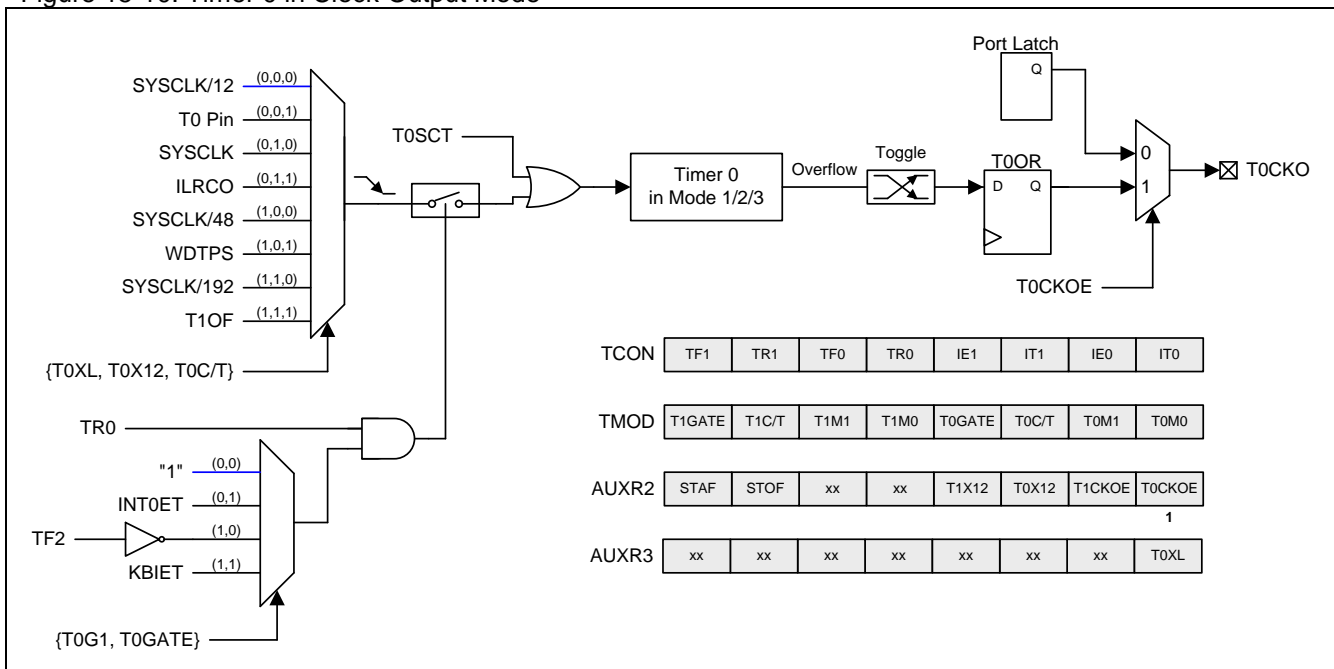 Figure 15-10. Timer 0 in Clock Output Mode
Port Latch
Q
SYSCLK/12 (0,0,0)
T0 Pin (0,0,1)
SYSCLK (0,1,0)
ILRCO (0,1,1)
SYSCLK/48 (1,0,0)
WDTPS (1,0,1)
SYSCLK/192 (1,1,0)
T1OF (1,1,1)
{T0XL, T0X12, T0C/T}
T0SCT
Timer 0
in Mode 1/2/3
Overflow
Toggle
T0OR
D Q
0
1
T0CKO
T0CKOE
TR0
"1" (0,0)
INT0ET (0,1)
TF2 (1,0)
KBIET (1,1)
{T0G1, T0GATE}
TCON TF1 TR1 TF0 TR0 IE1 IT1 IE0 IT0
TMOD T1GATE T1C/T T1M1 T1M0 T0GATE T0C/T T0M1 T0M0
AUXR2 STAF STOF xx xx T1X12 T0X12 T1CKOE T0CKOE
1
AUXR3 xx xx xx xx xx xx xx T0XL